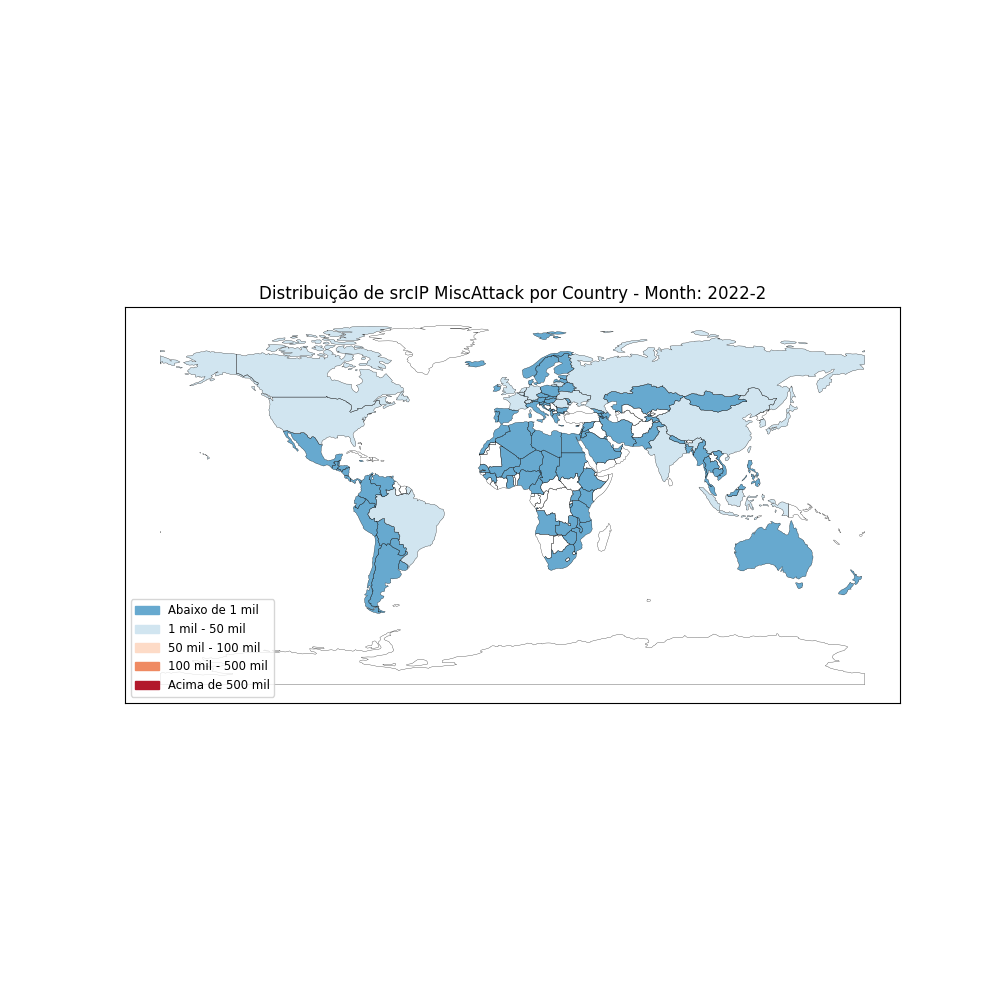 Distribuição de srcIP MiscAttack por Country - Month: 2022-2
Abaixo de 1 mil
1 mil - 50 mil
50 mil - 100 mil
100 mil - 500 mil
Acima de 500 mil